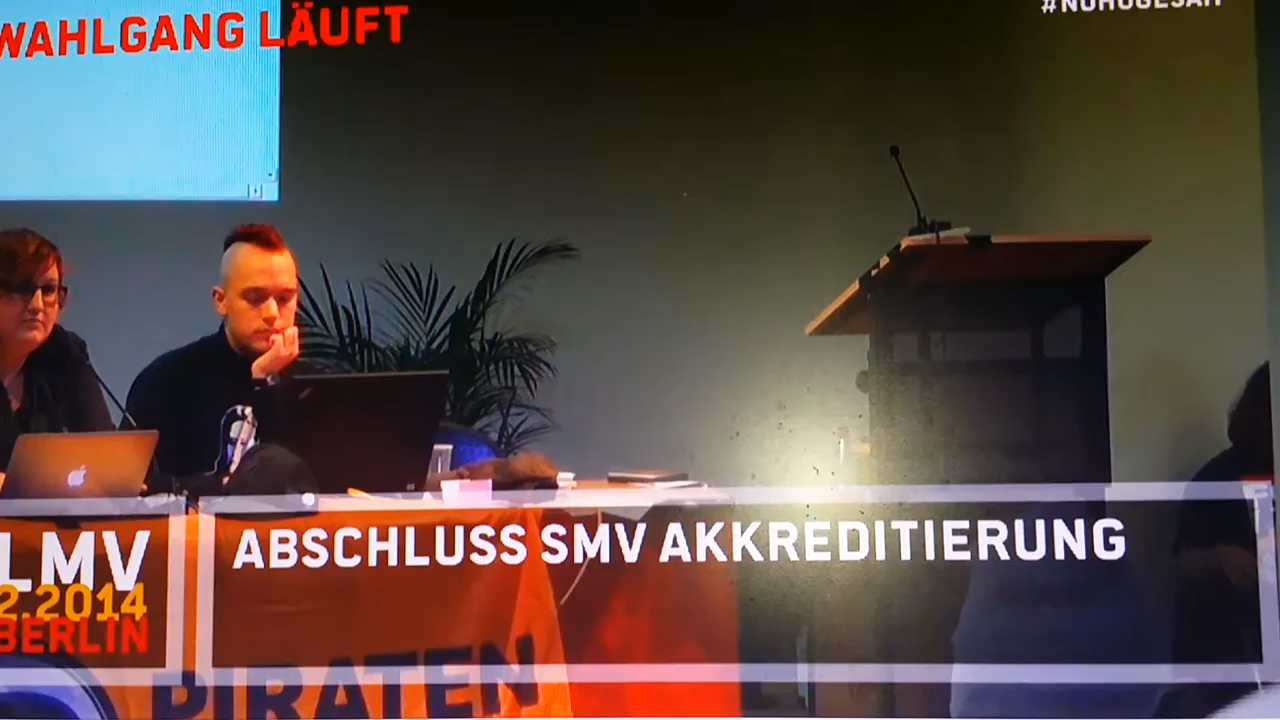 WAHLGANG LÄUFT
LMV
2.2014
BERLIN
ABSCHLUSS SMV AKKREDITIERUNG
PIRATEN